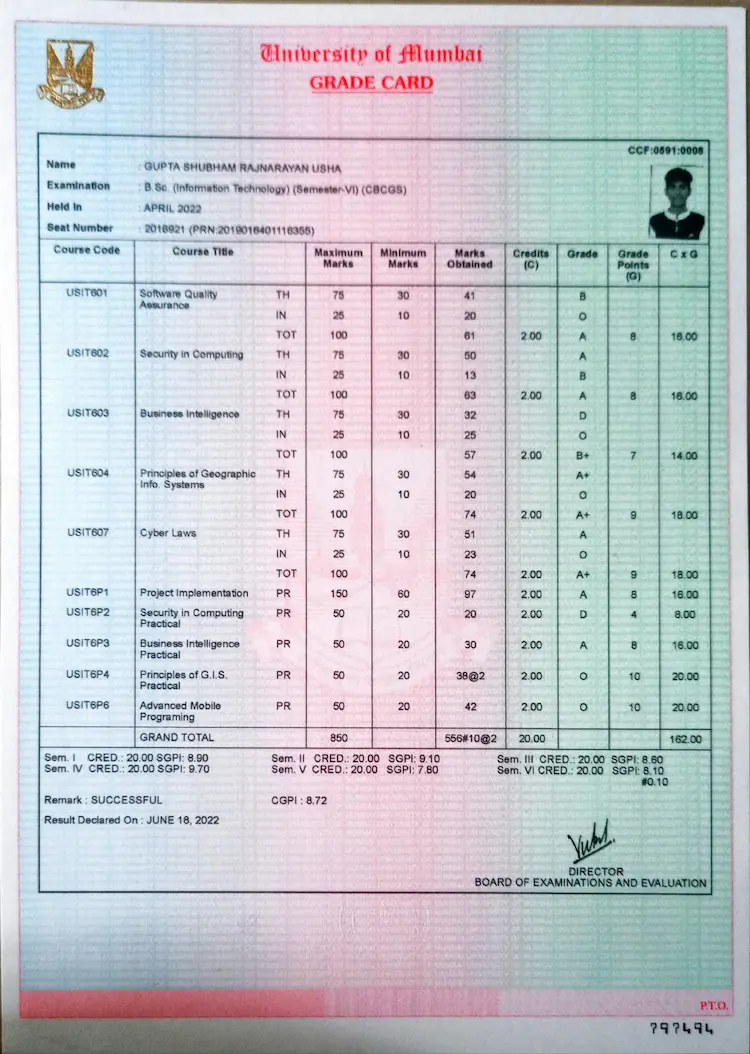 University of Mumbai
GRADE CARD
CCF:0591:0008
Name : GUPTA SHUBHAM RAJNARAYAN USHA
Examination : B.Sc. (Information Technology) (Semester-VI) (CBCGS)
Held In : APRIL 2022
Seat Number : 2016921 (PRN:2019016401116355)
Course Code Course Title Maximum Marks Minimum Marks Marks Obtained Credits (C) Grade Grade Points (G) C x G
USIT601 Software Quality Assurance TH 75 30 41 B
IN 25 10 20 O
TOT 100 61 2.00 A 8 16.00
USIT602 Security in Computing TH 75 30 50 A
IN 25 10 13 B
TOT 100 63 2.00 A 8 16.00
USIT603 Business Intelligence TH 75 30 32 D
IN 25 10 25 O
TOT 100 57 2.00 B+ 7 14.00
USIT604 Principles of Geographic Info. Systems TH 75 30 54 A+
IN 25 10 20 O
TOT 100 74 2.00 A+ 9 18.00
USIT607 Cyber Laws TH 75 30 51 A
IN 25 10 23 O
TOT 100 74 2.00 A+ 9 18.00
USIT6P1 Project Implementation PR 150 60 97 2.00 A 8 16.00
USIT6P2 Security in Computing Practical PR 50 20 20 2.00 D 4 8.00
USIT6P3 Business Intelligence Practical PR 50 20 30 2.00 A 8 16.00
USIT6P4 Principles of G.I.S. Practical PR 50 20 38@2 2.00 O 10 20.00
USIT6P6 Advanced Mobile Programing PR 50 20 42 2.00 O 10 20.00
GRAND TOTAL 850 556#10@2 20.00 162.00
Sem. I CRED.: 20.00 SGPI: 8.90 Sem. II CRED.: 20.00 SGPI: 9.10 Sem. III CRED.: 20.00 SGPI: 8.60
Sem. IV CRED.: 20.00 SGPI: 9.70 Sem. V CRED.: 20.00 SGPI: 7.80 Sem. VI CRED.: 20.00 SGPI: 8.10
#0.10
Remark : SUCCESSFUL CGPI : 8.72
Result Declared On : JUNE 18, 2022
DIRECTOR
BOARD OF EXAMINATIONS AND EVALUATION
P.T.O.
797494